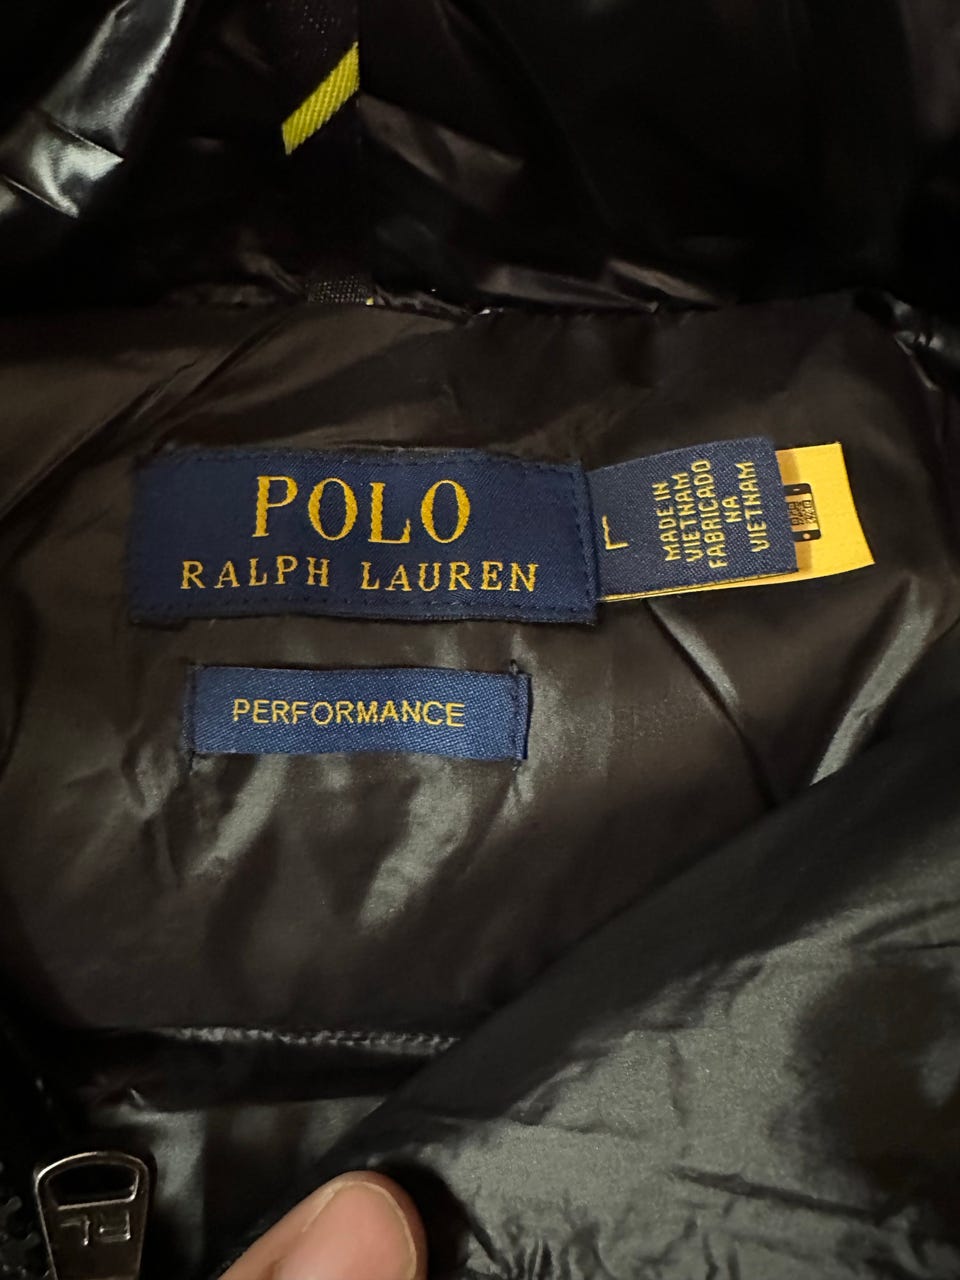 POLO
RALPH LAUREN
L
MADE IN
VIETNAM
FABRICADO
NA
VIETNAM
PERFORMANCE